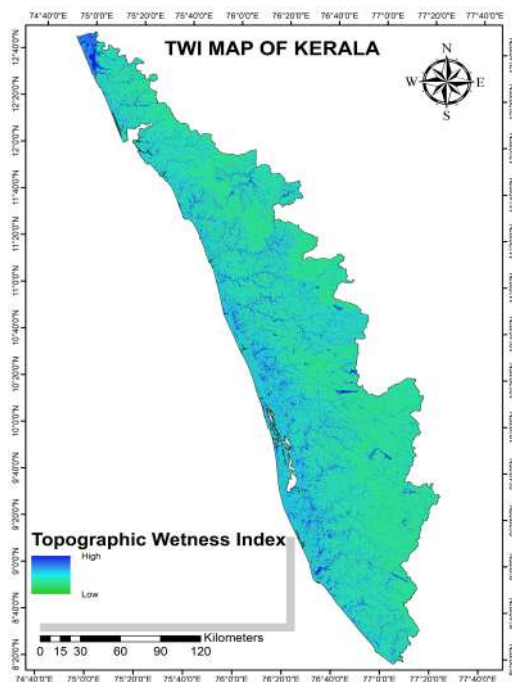 74°40'0"E 75°0'0"E 75°20'0"E 75°40'0"E 76°0'0"E 76°20'0"E 76°40'0"E 77°0'0"E 77°20'0"E
TWI MAP OF KERALA
N
W E
S
12°40'0"N
12°20'0"N
12°0'0"N
11°40'0"N
11°20'0"N
11°0'0"N
10°40'0"N
10°20'0"N
10°0'0"N
9°40'0"N
9°20'0"N
9°0'0"N
8°40'0"N
8°20'0"N
Topographic Wetness Index
High
Low
Kilometers
0 15 30 60 90 120
74°40'0"E 75°0'0"E 75°20'0"E 75°40'0"E 76°0'0"E 76°20'0"E 76°40'0"E 77°0'0"E 77°20'0"E 77°40'0"E